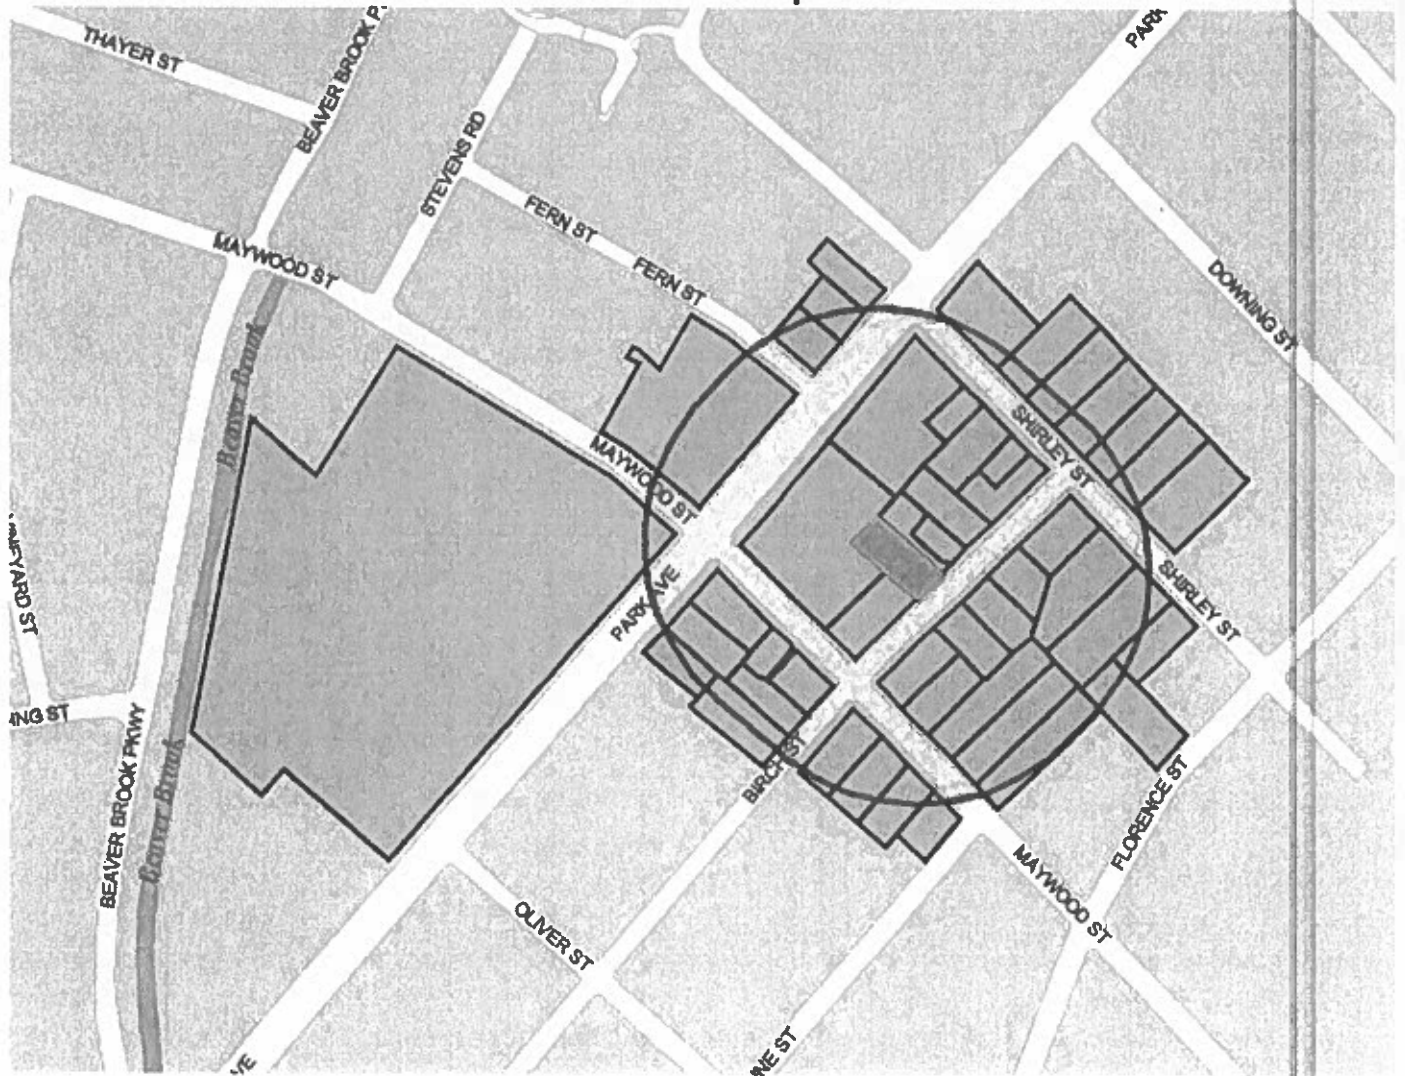 THAYER ST
BEAVER BROOK P
PARK
STEVENS RD
FERN ST
FERN ST
MAYWOOD ST
DOWNING ST
Beaver Brook
SHIRLEY ST
MAYWOOD ST
SHIRLEY ST
PARK AVE
BEAVER BROOK PKWY
Beaver Brook
BIRCH ST
FLORENCE ST
MAYWOOD ST
OLIVER ST